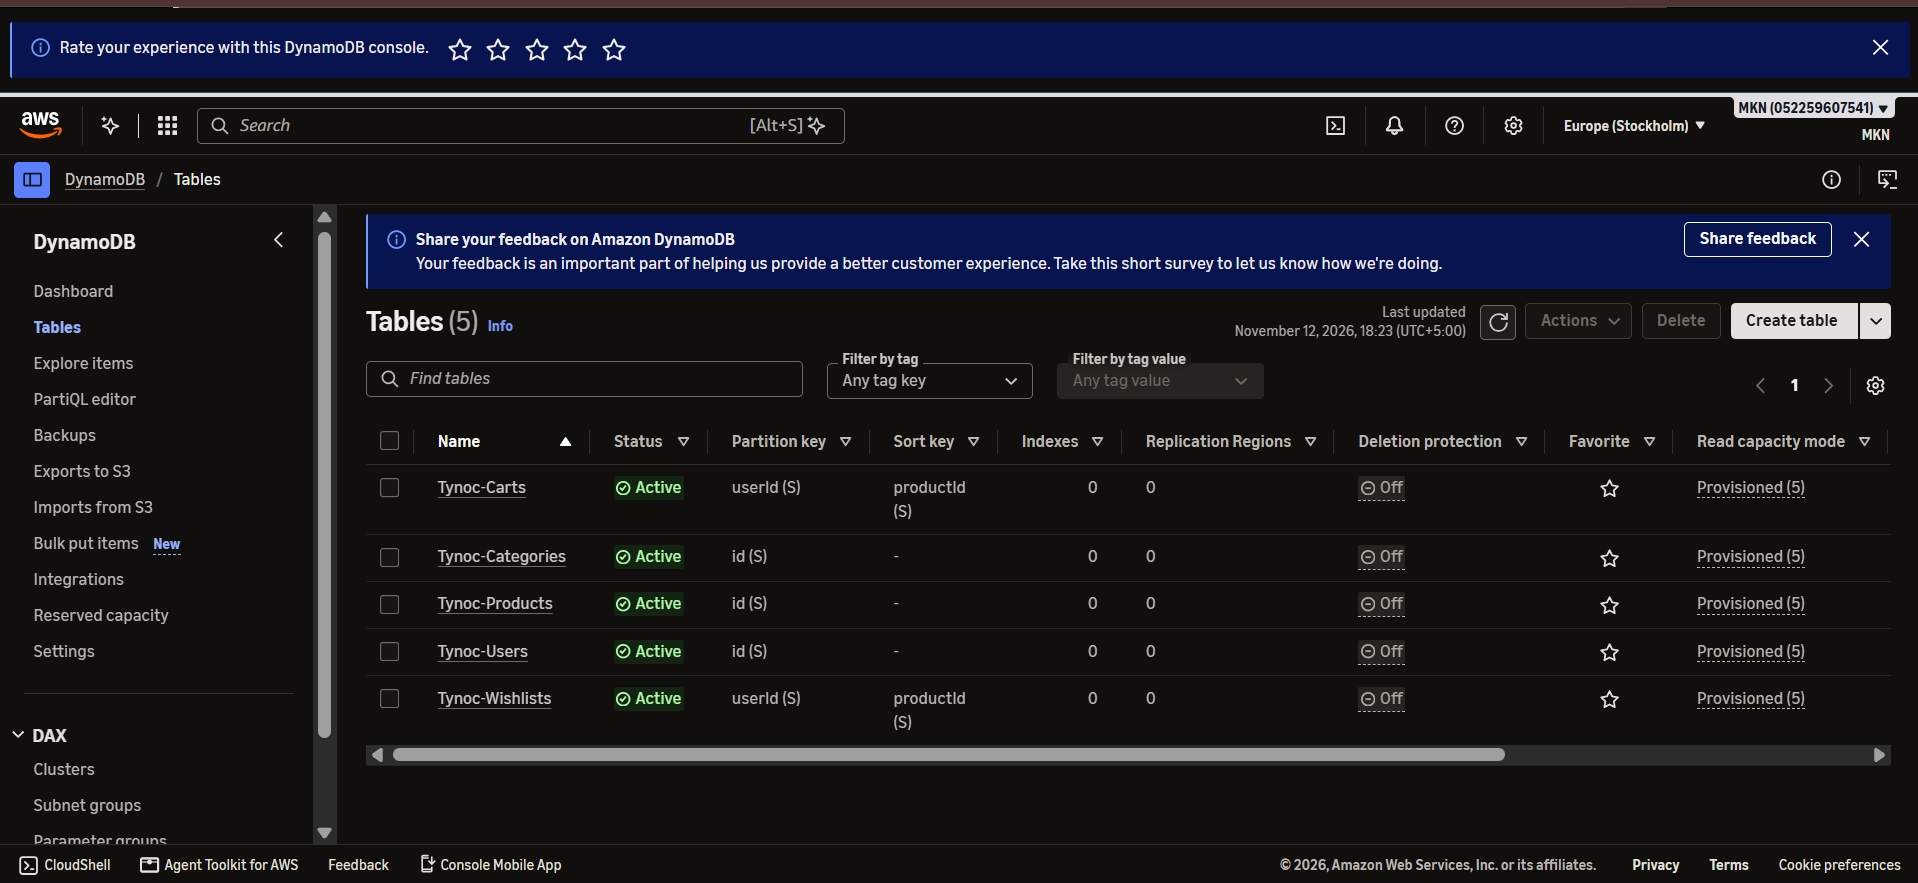 Rate your experience with this DynamoDB console.
aws
Search [Alt+S]
Europe (Stockholm)
MKN (052259607541)
MKN
DynamoDB / Tables
DynamoDB
Dashboard
Tables
Explore items
PartiQL editor
Backups
Exports to S3
Imports from S3
Bulk put items New
Integrations
Reserved capacity
Settings
DAX
Clusters
Subnet groups
Parameter groups
Share your feedback on Amazon DynamoDB
Your feedback is an important part of helping us provide a better customer experience. Take this short survey to let us know how we're doing.
Share feedback
Tables (5) Info
Last updated
November 12, 2026, 18:23 (UTC+5:00)
Actions Delete Create table
Find tables
Filter by tag
Any tag key
Filter by tag value
Any tag value
1
Name Status Partition key Sort key Indexes Replication Regions Deletion protection Favorite Read capacity mode
Tynoc-Carts Active userId (S) productId (S) 0 0 Off Provisioned (5)
Tynoc-Categories Active id (S) - 0 0 Off Provisioned (5)
Tynoc-Products Active id (S) - 0 0 Off Provisioned (5)
Tynoc-Users Active id (S) - 0 0 Off Provisioned (5)
Tynoc-Wishlists Active userId (S) productId (S) 0 0 Off Provisioned (5)
CloudShell Agent Toolkit for AWS Feedback Console Mobile App © 2026, Amazon Web Services, Inc. or its affiliates. Privacy Terms Cookie preferences